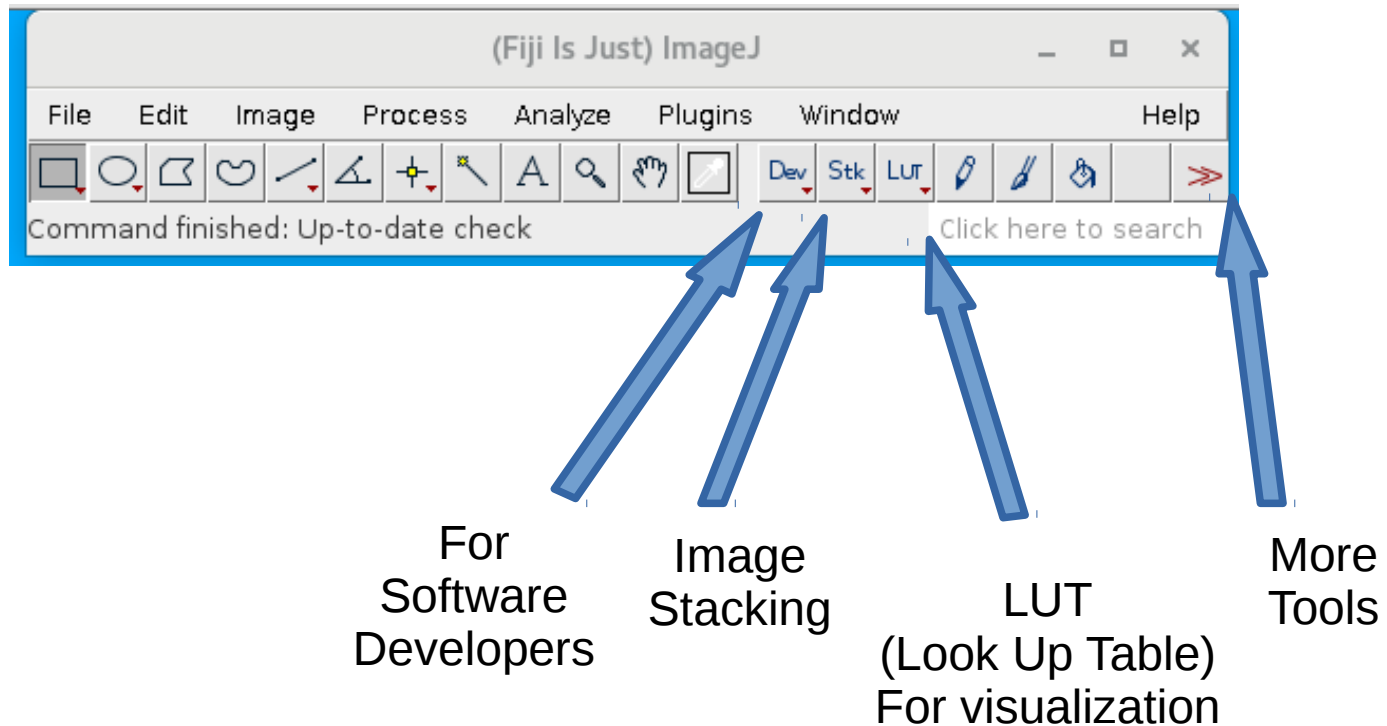 (Fiji Is Just) ImageJ
File Edit Image Process Analyze Plugins Window Help
A Dev Stk LUT
Command finished: Up-to-date check Click here to search
For
Software
Developers
Image
Stacking
LUT
(Look Up Table)
For visualization
More
Tools